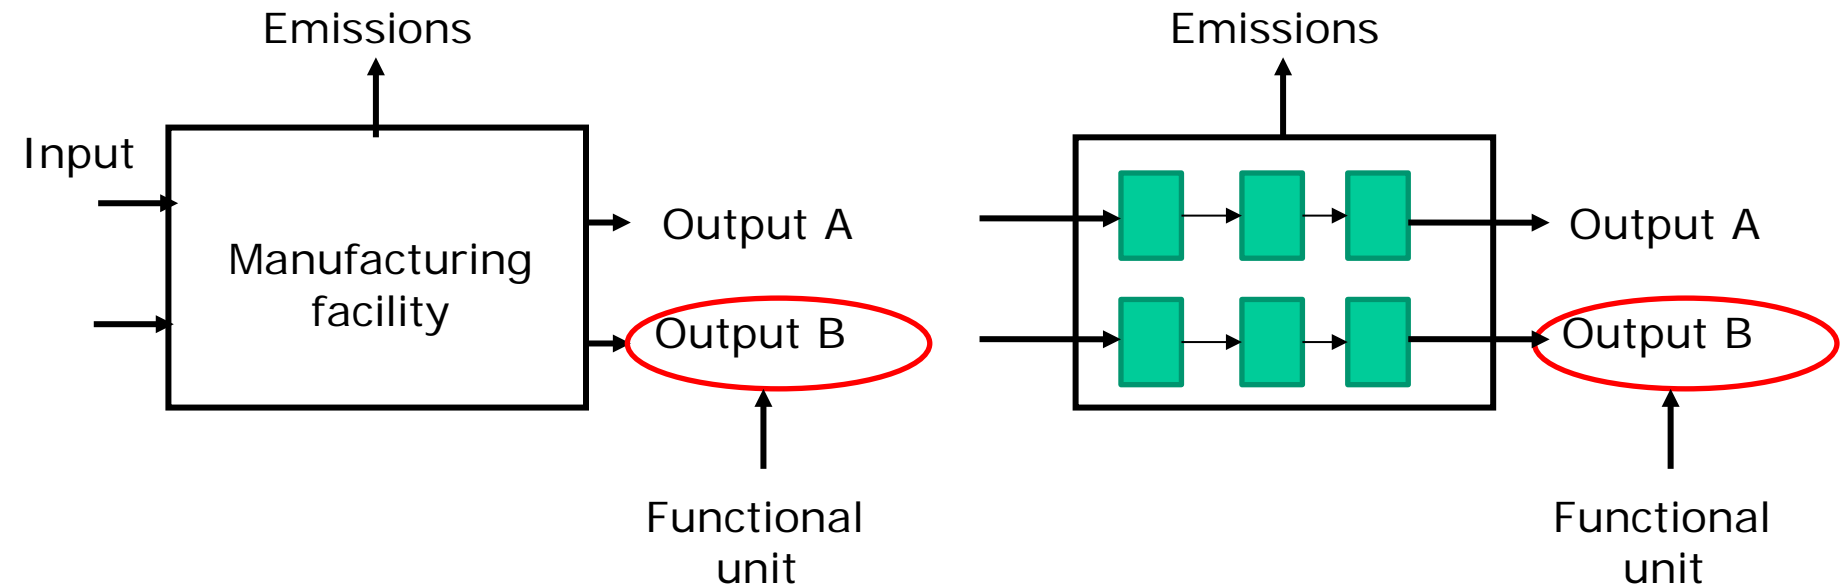 Emissions
Input
Manufacturing
facility
Output A
Output B
Functional
unit
Emissions
Output A
Output B
Functional
unit